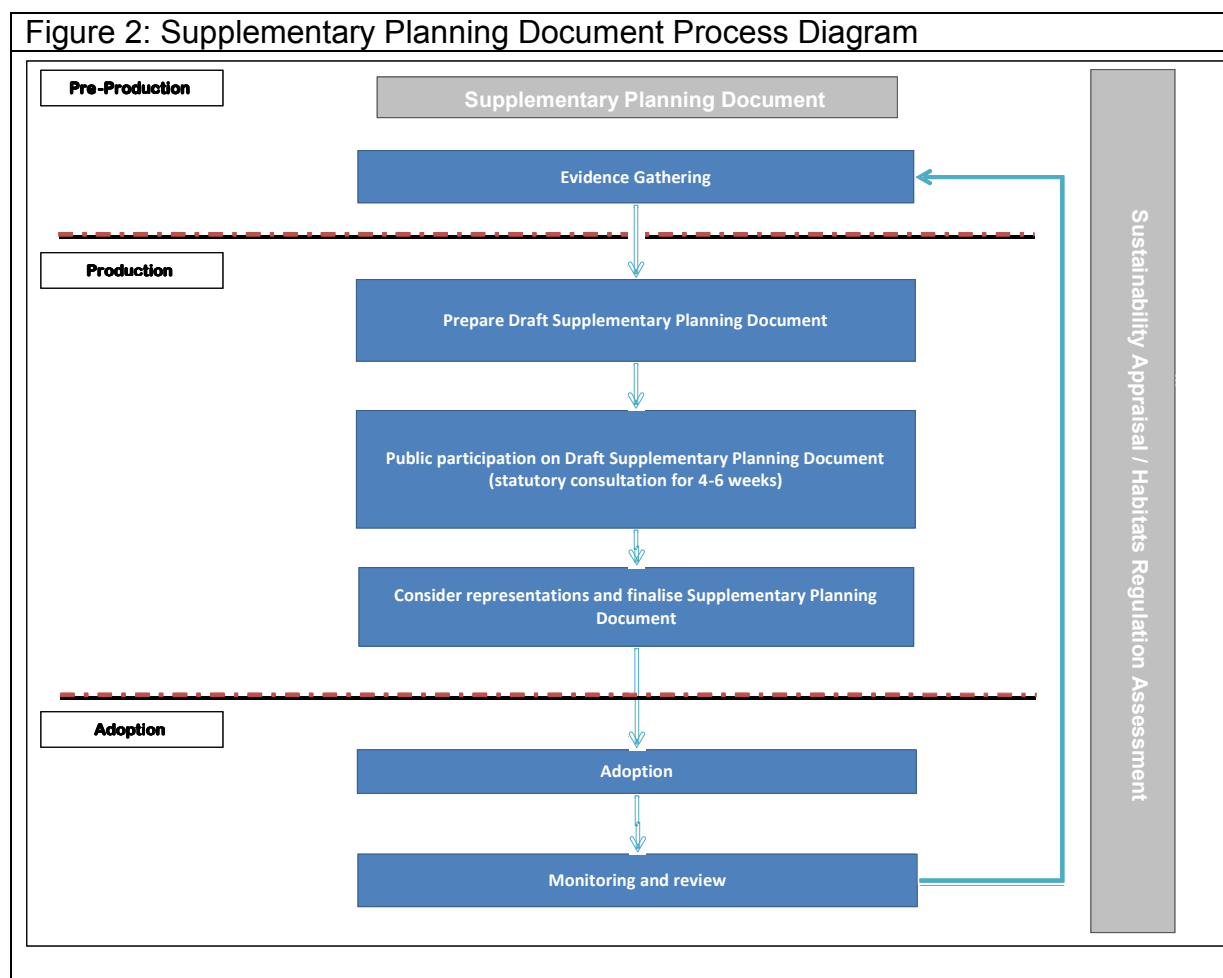 Figure 2: Supplementary Planning Document Process Diagram
Pre-Production
Supplementary Planning Document
Evidence Gathering
Production
Prepare Draft Supplementary Planning Document
Public participation on Draft Supplementary Planning Document
(statutory consultation for 4-6 weeks)
Consider representations and finalise Supplementary Planning
Document
Adoption
Adoption
Monitoring and review
Sustainability Appraisal / Habitats Regulation Assessment